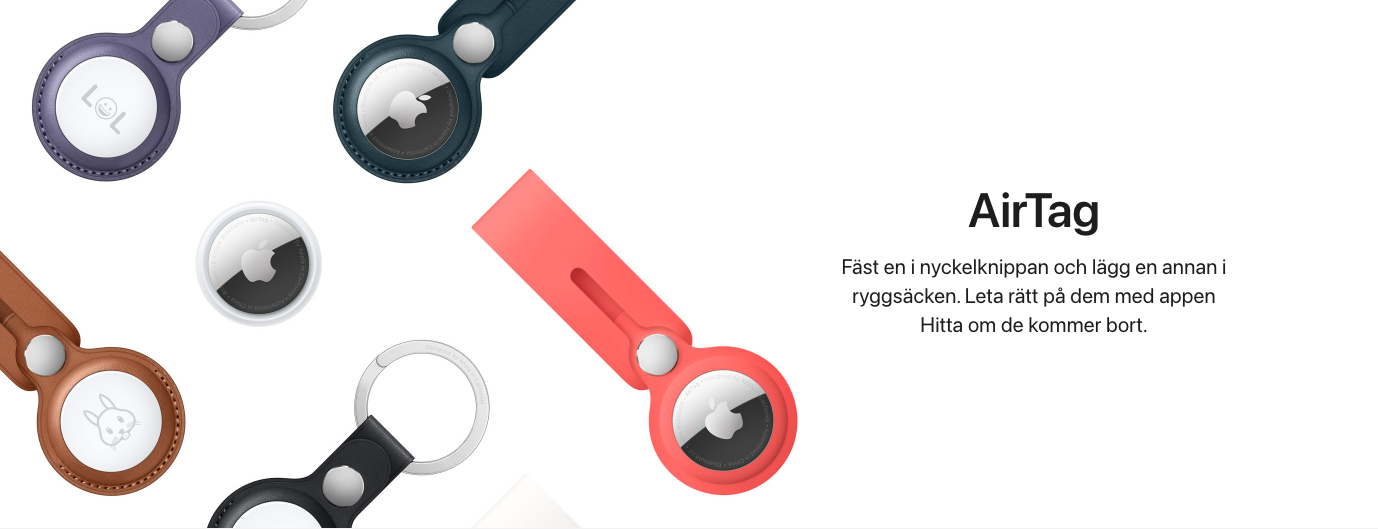 AirTag
Fäst en i nyckelknippan och lägg en annan i
ryggsäcken. Leta rätt på dem med appen
Hitta om de kommer bort.
LOL